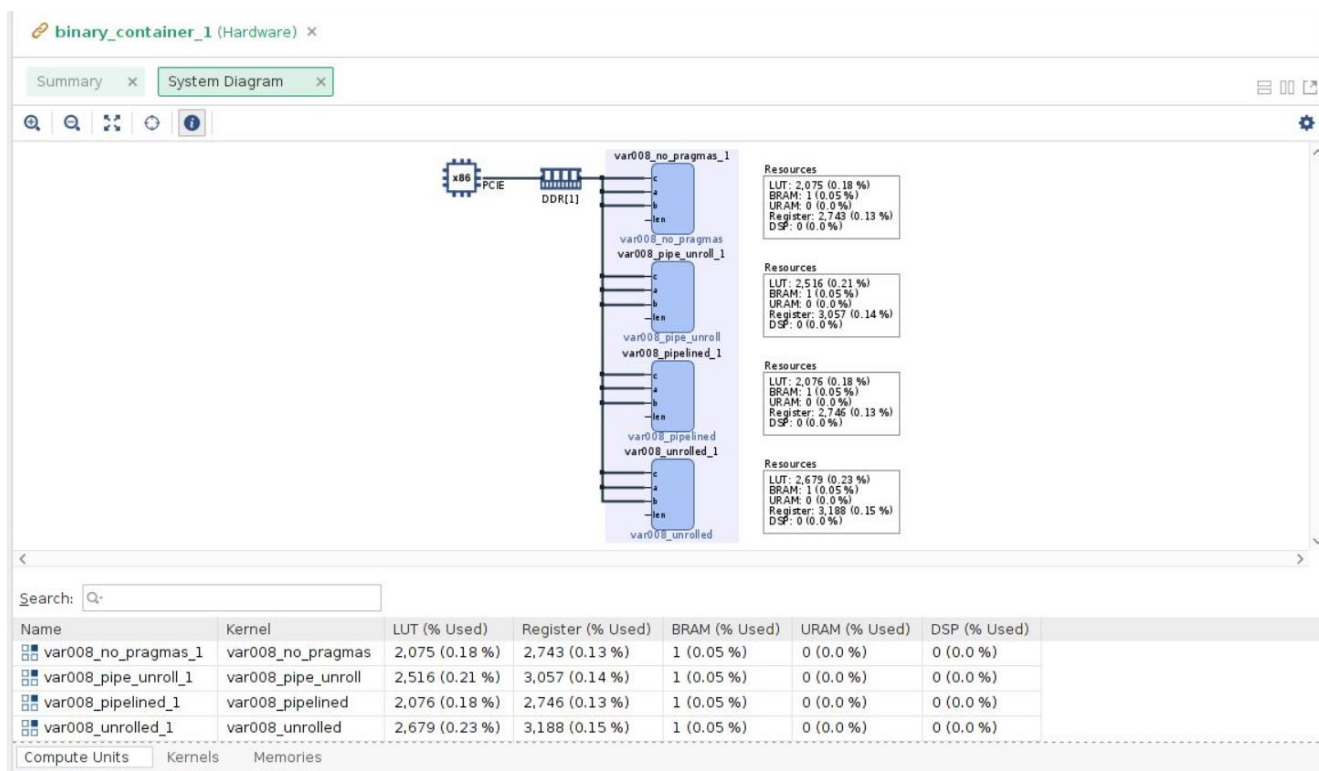 binary_container_1 (Hardware) ×
Summary × System Diagram ×
x86
PCIE
DDR[1]
var008_no_pragmas_1
c
a
b
len
var008_no_pragmas
Resources
LUT: 2,075 (0.18 %)
BRAM: 1 (0.05 %)
URAM: 0 (0.0 %)
Register: 2,743 (0.13 %)
DSP: 0 (0.0 %)
var008_pipe_unroll_1
c
a
b
len
var008_pipe_unroll
Resources
LUT: 2,516 (0.21 %)
BRAM: 1 (0.05 %)
URAM: 0 (0.0 %)
Register: 3,057 (0.14 %)
DSP: 0 (0.0 %)
var008_pipelined_1
c
a
b
len
var008_pipelined
Resources
LUT: 2,076 (0.18 %)
BRAM: 1 (0.05 %)
URAM: 0 (0.0 %)
Register: 2,746 (0.13 %)
DSP: 0 (0.0 %)
var008_unrolled_1
c
a
b
len
var008_unrolled
Resources
LUT: 2,679 (0.23 %)
BRAM: 1 (0.05 %)
URAM: 0 (0.0 %)
Register: 3,188 (0.15 %)
DSP: 0 (0.0 %)
Search:
Name Kernel LUT (% Used) Register (% Used) BRAM (% Used) URAM (% Used) DSP (% Used)
var008_no_pragmas_1 var008_no_pragmas 2,075 (0.18 %) 2,743 (0.13 %) 1 (0.05 %) 0 (0.0 %) 0 (0.0 %)
var008_pipe_unroll_1 var008_pipe_unroll 2,516 (0.21 %) 3,057 (0.14 %) 1 (0.05 %) 0 (0.0 %) 0 (0.0 %)
var008_pipelined_1 var008_pipelined 2,076 (0.18 %) 2,746 (0.13 %) 1 (0.05 %) 0 (0.0 %) 0 (0.0 %)
var008_unrolled_1 var008_unrolled 2,679 (0.23 %) 3,188 (0.15 %) 1 (0.05 %) 0 (0.0 %) 0 (0.0 %)
Compute Units Kernels Memories